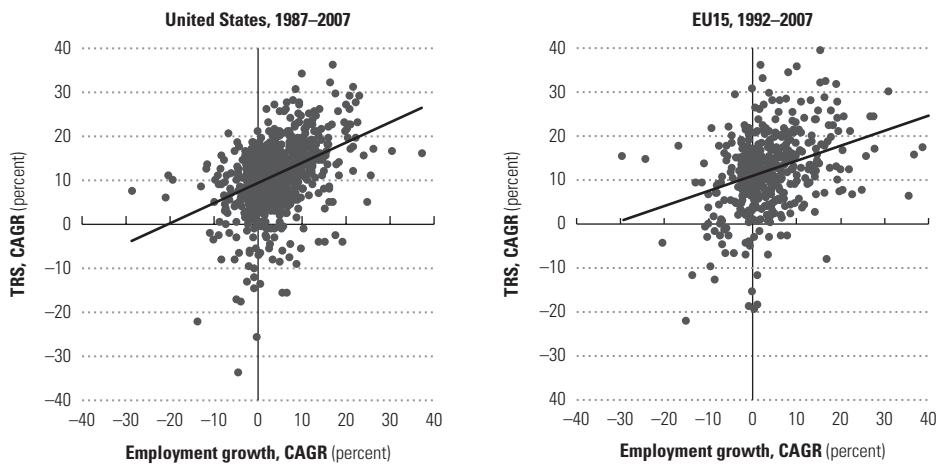 United States, 1987–2007
TRS, CAGR (percent)
40
30
20
10
0
–10
–20
–30
–40
–40 –30 –20 –10 0 10 20 30 40
Employment growth, CAGR (percent)
EU15, 1992–2007
TRS, CAGR (percent)
40
30
20
10
0
–10
–20
–30
40
–40 –30 –20 –10 0 10 20 30 40
Employment growth, CAGR (percent)